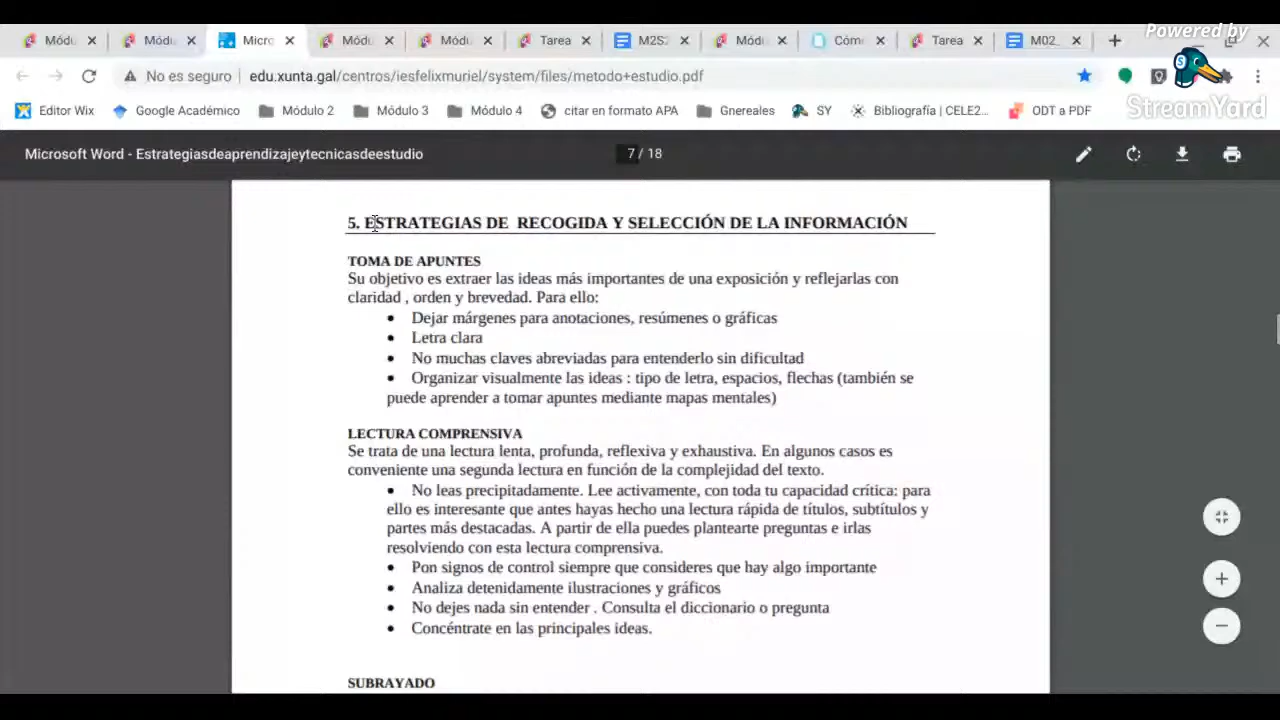 Powered by
StreamYard
Módu
Módu
Micro
Módu
Módu
Tarea
M2S
Módu
Cóm
Tarea
M02_
No es seguro
edu.xunta.gal/centros/iesfelixmuriel/system/files/metodo+estudio.pdf
Editor Wix
Google Académico
Módulo 2
Módulo 3
Módulo 4
citar en formato APA
Gnereales
SY
Bibliografía | CELE2...
ODT a PDF
Microsoft Word - Estrategiasdeaprendizajeytecnicasdeestudio
7 / 18
5. ESTRATEGIAS DE RECOGIDA Y SELECCIÓN DE LA INFORMACIÓN
TOMA DE APUNTES
Su objetivo es extraer las ideas más importantes de una exposición y reflejarlas con
claridad , orden y brevedad. Para ello:
• Dejar márgenes para anotaciones, resúmenes o gráficas
• Letra clara
• No muchas claves abreviadas para entenderlo sin dificultad
• Organizar visualmente las ideas : tipo de letra, espacios, flechas (también se
puede aprender a tomar apuntes mediante mapas mentales)
LECTURA COMPRENSIVA
Se trata de una lectura lenta, profunda, reflexiva y exhaustiva. En algunos casos es
conveniente una segunda lectura en función de la complejidad del texto.
• No leas precipitadamente. Lee activamente, con toda tu capacidad crítica: para
ello es interesante que antes hayas hecho una lectura rápida de títulos, subtítulos y
partes más destacadas. A partir de ella puedes plantearte preguntas e irlas
resolviendo con esta lectura comprensiva.
• Pon signos de control siempre que consideres que hay algo importante
• Analiza detenidamente ilustraciones y gráficos
• No dejes nada sin entender . Consulta el diccionario o pregunta
• Concéntrate en las principales ideas.
SUBRAYADO